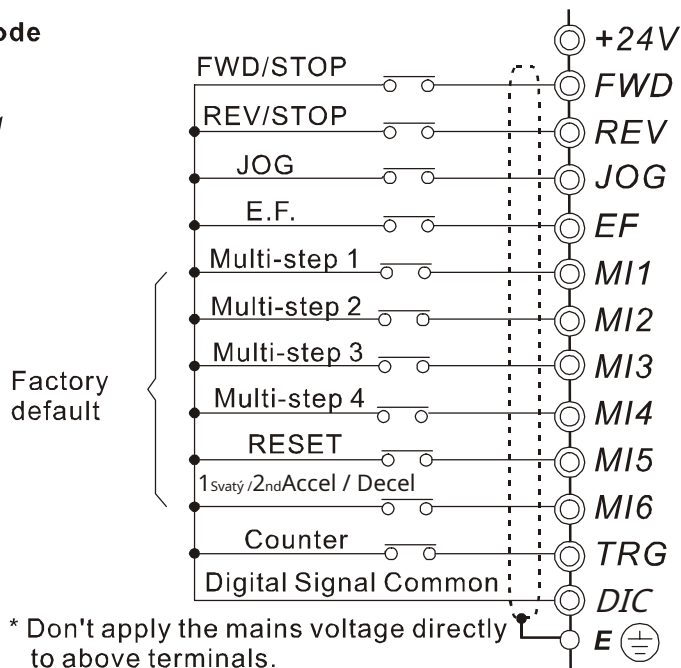 ode
+24V
FWD/STOP
FWD
REV/STOP
REV
JOG
JOG
E.F.
EF
Multi-step 1
MI1
Multi-step 2
MI2
Multi-step 3
MI3
Factory
default
Multi-step 4
MI4
RESET
MI5
1Svatý /2ndAccel / Decel
MI6
Counter
TRG
Digital Signal Common
DIC
* Don't apply the mains voltage directly
to above terminals.
E